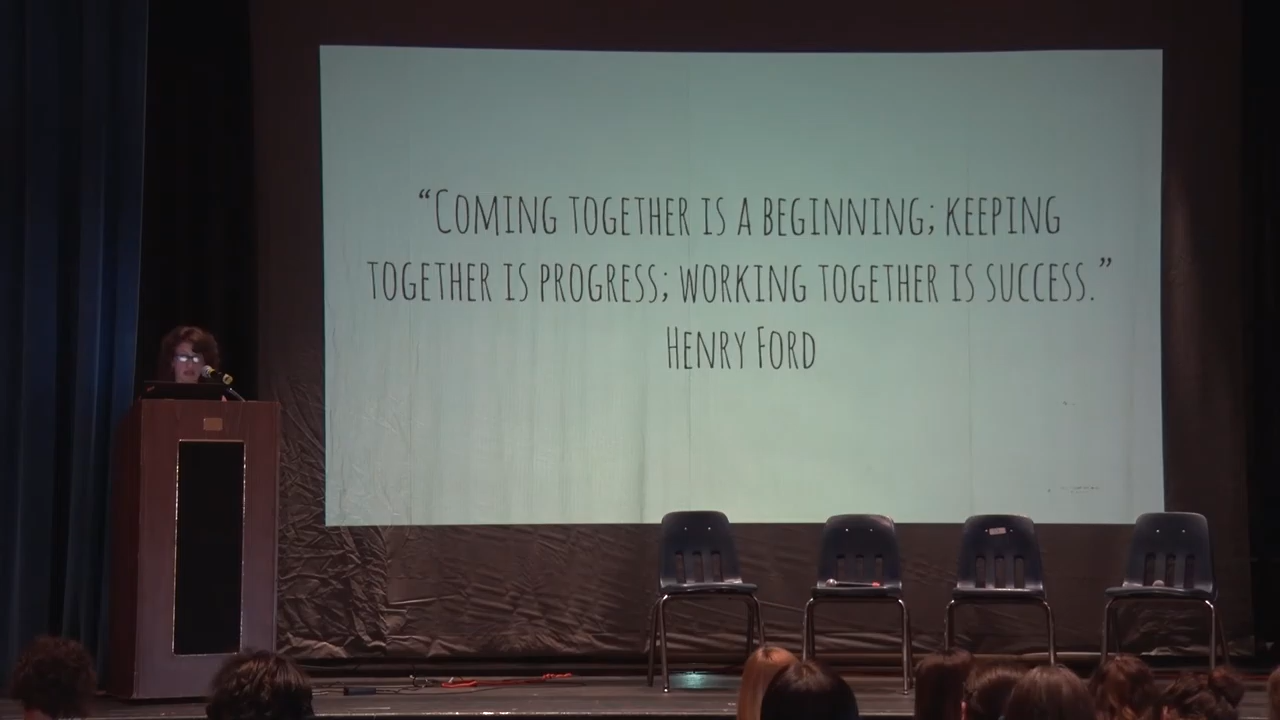 “Coming together is a beginning; keeping
together is progress; working together is success.”
Henry Ford